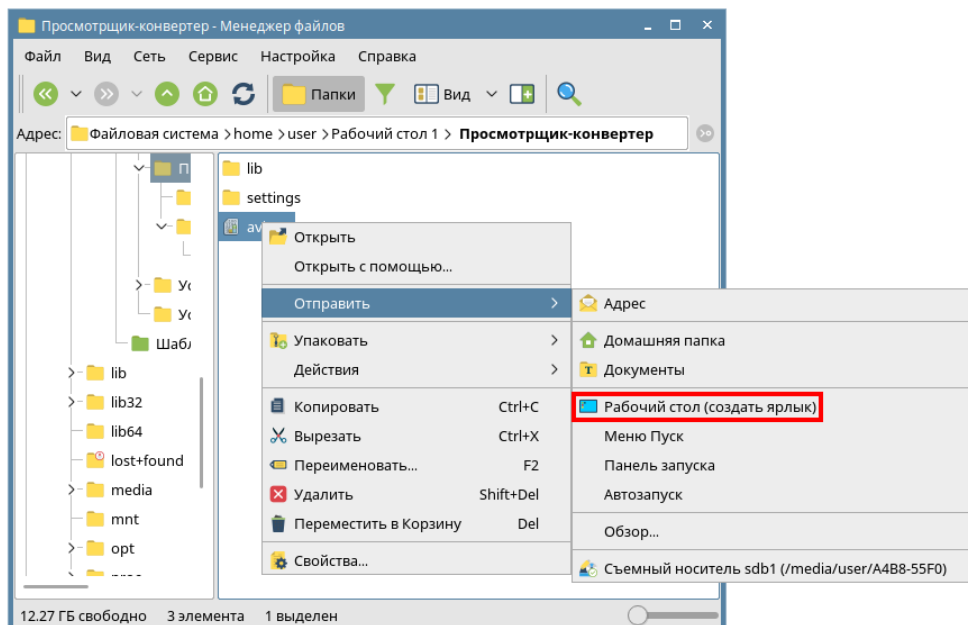 Просмотрщик-конвертер - Менеджер файлов
Файл Вид Сеть Сервис Настройка Справка
Папки Вид
Адрес: Файловая система >home >user >Рабочий стол 1 > Просмотрщик-конвертер
П
Ус
Ус
Шабл
lib
lib32
lib64
lost+found
media
mnt
opt
lib
settings
av
Открыть
Открыть с помощью...
Отправить
Упаковать
Действия
Копировать Ctrl+C
Вырезать Ctrl+X
Переименовать... F2
Удалить Shift+Del
Переместить в Корзину Del
Свойства...
Адрес
Домашняя папка
Документы
Рабочий стол (создать ярлык)
Меню Пуск
Панель запуска
Автозапуск
Обзор...
Съемный носитель sdb1 (/media/user/A4B8-55F0)
12.27 ГБ свободно 3 элемента 1 выделен